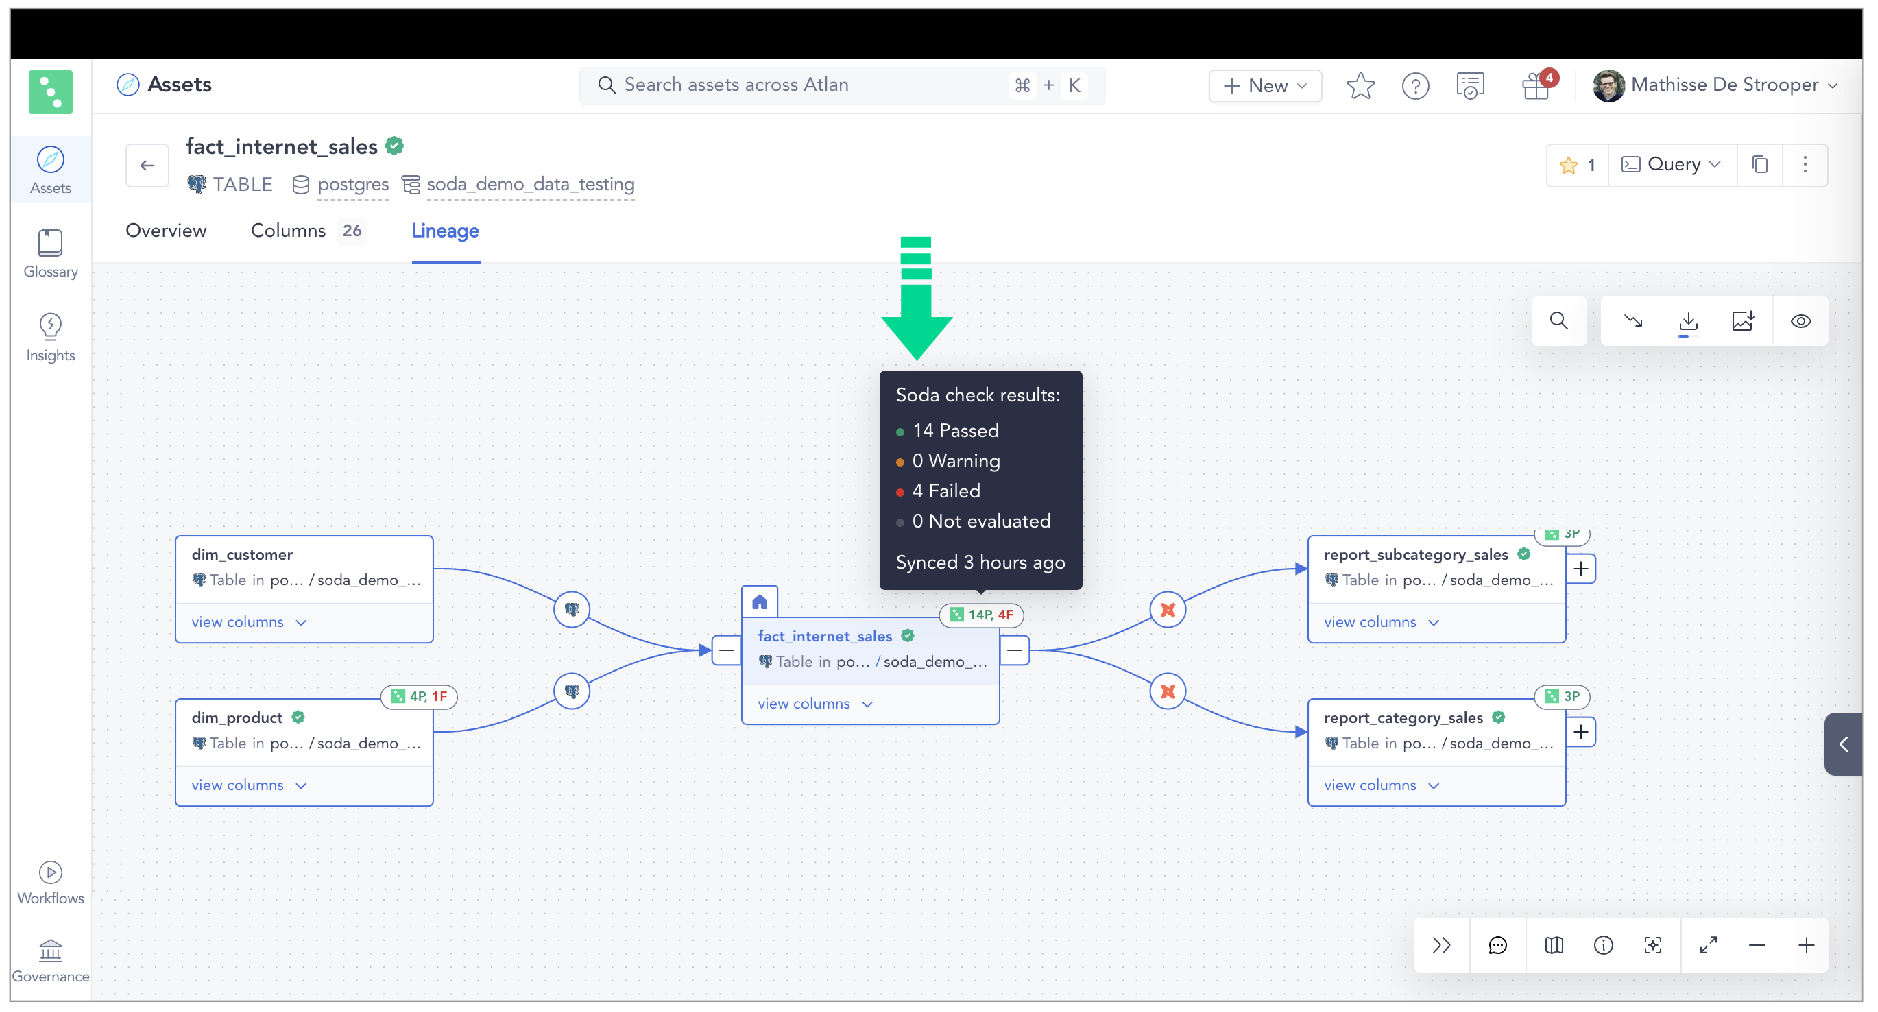 Assets
Search assets across Atlan
⌘ + K
New
4
Mathisse De Strooper
Assets
Glossary
Insights
Workflows
Governance
fact_internet_sales
TABLE postgres soda_demo_data_testing
1 Query
Overview Columns 26 Lineage
Soda check results:
14 Passed
0 Warning
4 Failed
0 Not evaluated
Synced 3 hours ago
dim_customer
Table in po... /soda_demo_...
view columns
4P, 1F
dim_product
Table in po... /soda_demo_...
view columns
14P, 4F
fact_internet_sales
Table in po... /soda_demo_...
view columns
3P
report_subcategory_sales
Table in po... /soda_demo_...
view columns
3P
report_category_sales
Table in po... /soda_demo_...
view columns